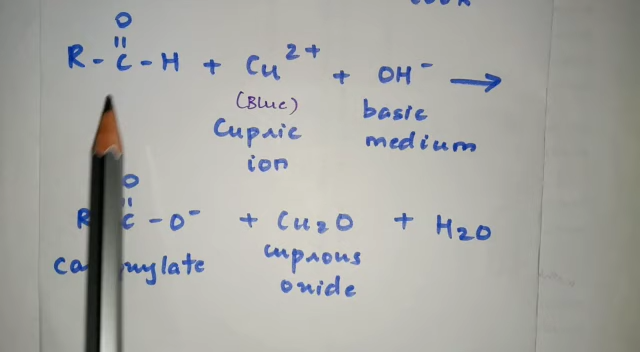 O
||
R - C - H + Cu²⁺ + OH⁻ →
(Blue) basic
Cupric medium
ion
O
||
R C - O⁻ + Cu₂O + H₂O
cuprous
oxide